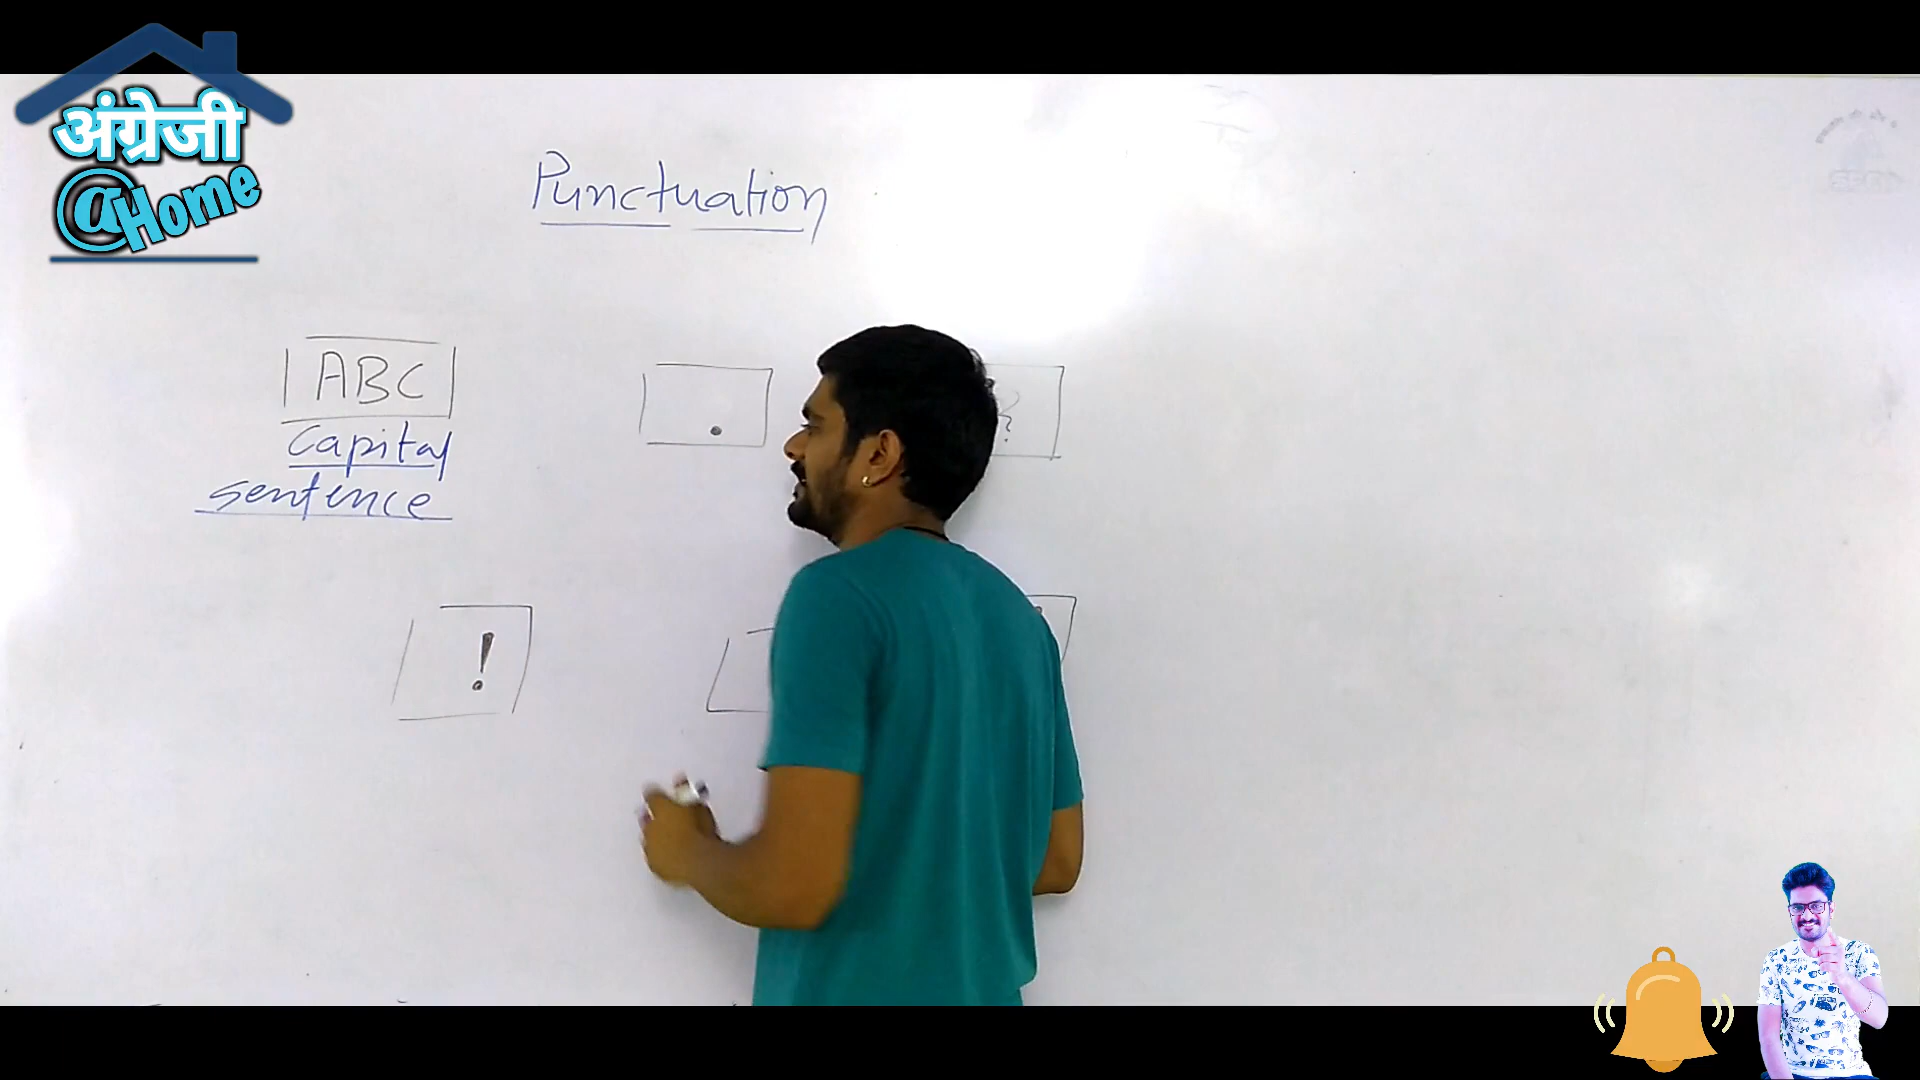 अंग्रेजी
@Home
Punctuation
ABC
.
?
capital
sentence
!